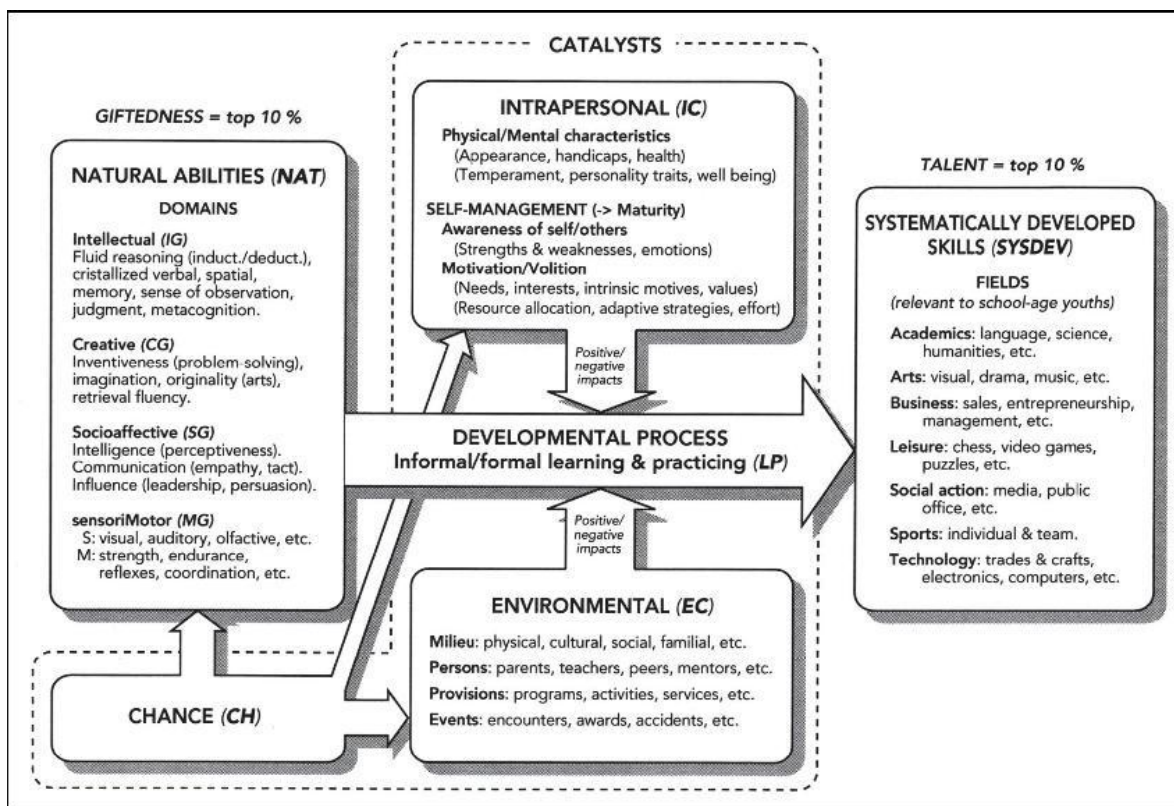 CATALYSTS
GIFTEDNESS = top 10 %
NATURAL ABILITIES (NAT)
DOMAINS
Intellectual (IG)
Fluid reasoning (induct./deduct.),
cristallized verbal, spatial,
memory, sense of observation,
judgment, metacognition.
Creative (CG)
Inventiveness (problem-solving),
imagination, originality (arts),
retrieval fluency.
Socioaffective (SG)
Intelligence (perceptiveness).
Communication (empathy, tact).
Influence (leadership, persuasion).
sensoriMotor (MG)
S: visual, auditory, olfactive, etc.
M: strength, endurance,
reflexes, coordination, etc.
CHANCE (CH)
INTRAPERSONAL (IC)
Physical/Mental characteristics
(Appearance, handicaps, health)
(Temperament, personality traits, well being)
SELF-MANAGEMENT (-> Maturity)
Awareness of self/others
(Strengths & weaknesses, emotions)
Motivation/Volition
(Needs, interests, intrinsic motives, values)
(Resource allocation, adaptive strategies, effort)
Positive/
negative
impacts
DEVELOPMENTAL PROCESS
Informal/formal learning & practicing (LP)
Positive/
negative
impacts
ENVIRONMENTAL (EC)
Milieu: physical, cultural, social, familial, etc.
Persons: parents, teachers, peers, mentors, etc.
Provisions: programs, activities, services, etc.
Events: encounters, awards, accidents, etc.
TALENT = top 10 %
SYSTEMATICALLY DEVELOPED
SKILLS (SYSDEV)
FIELDS
(relevant to school-age youths)
Academics: language, science,
humanities, etc.
Arts: visual, drama, music, etc.
Business: sales, entrepreneurship,
management, etc.
Leisure: chess, video games,
puzzles, etc.
Social action: media, public
office, etc.
Sports: individual & team.
Technology: trades & crafts,
electronics, computers, etc.